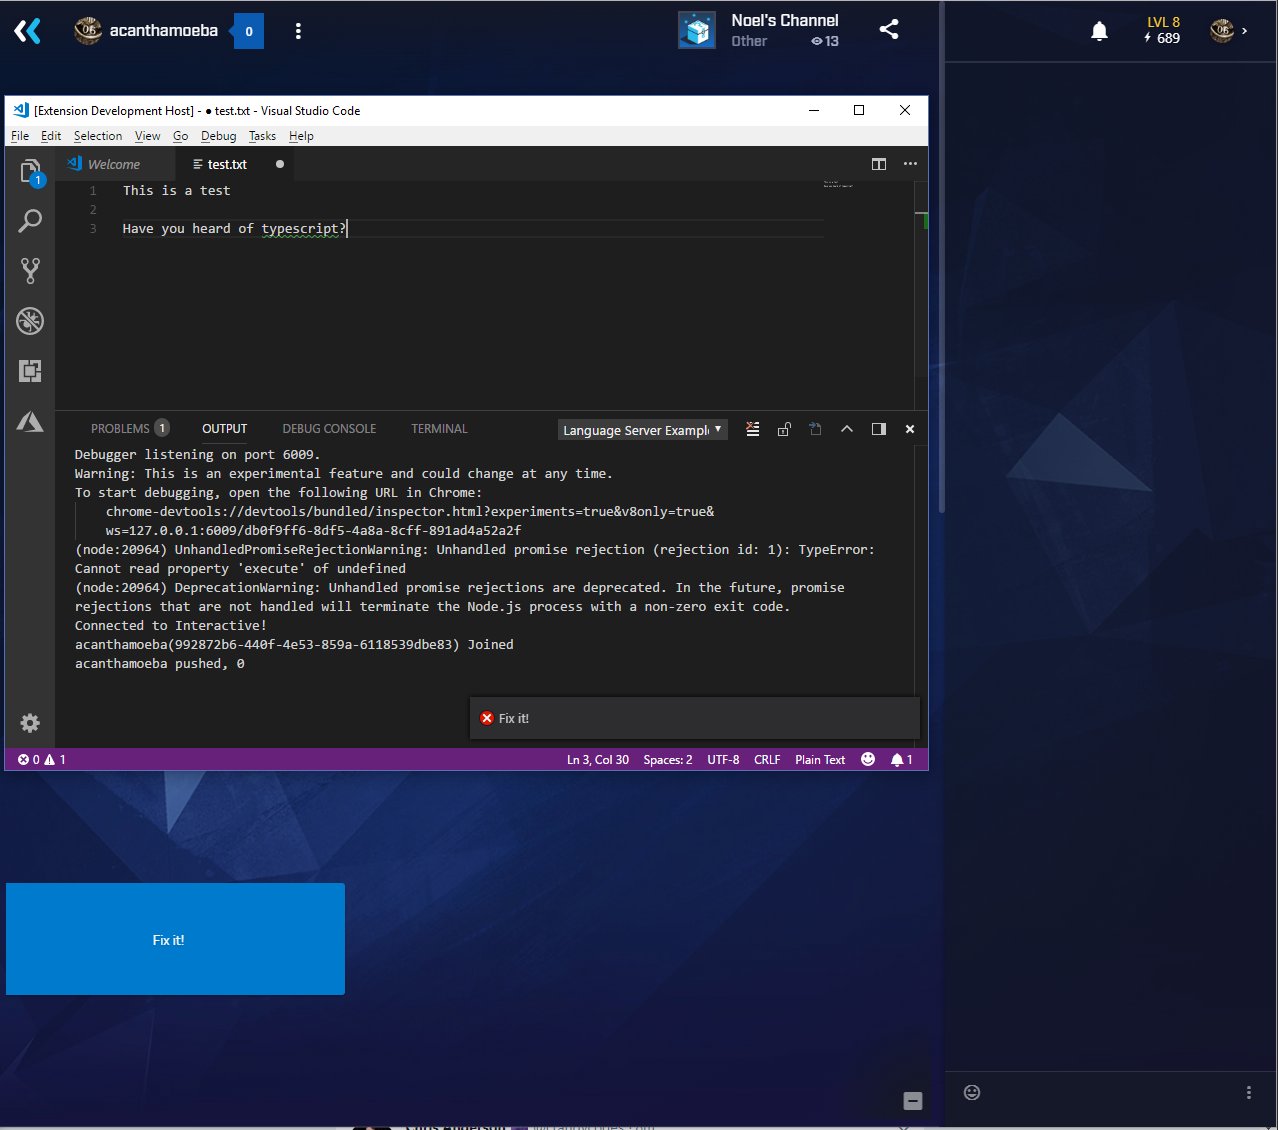 acanthamoeba
0
Noel's Channel
Other
13
LVL 8
689
[Extension Development Host] - ● test.txt - Visual Studio Code
File Edit Selection View Go Debug Tasks Help
1
Welcome
test.txt
1 This is a test
2
3 Have you heard of typescript?
PROBLEMS 1 OUTPUT DEBUG CONSOLE TERMINAL
Language Server Exampl
Debugger listening on port 6009.
Warning: This is an experimental feature and could change at any time.
To start debugging, open the following URL in Chrome:
chrome-devtools://devtools/bundled/inspector.html?experiments=true&v8only=true&
ws=127.0.0.1:6009/db0f9ff6-8df5-4a8a-8cff-891ad4a52a2f
(node:20964) UnhandledPromiseRejectionWarning: Unhandled promise rejection (rejection id: 1): TypeError:
Cannot read property 'execute' of undefined
(node:20964) DeprecationWarning: Unhandled promise rejections are deprecated. In the future, promise
rejections that are not handled will terminate the Node.js process with a non-zero exit code.
Connected to Interactive!
acanthamoeba(992872b6-440f-4e53-859a-6118539dbe83) Joined
acanthamoeba pushed, 0
Fix it!
0 1
Ln 3, Col 30 Spaces: 2 UTF-8 CRLF Plain Text 1
Fix it!